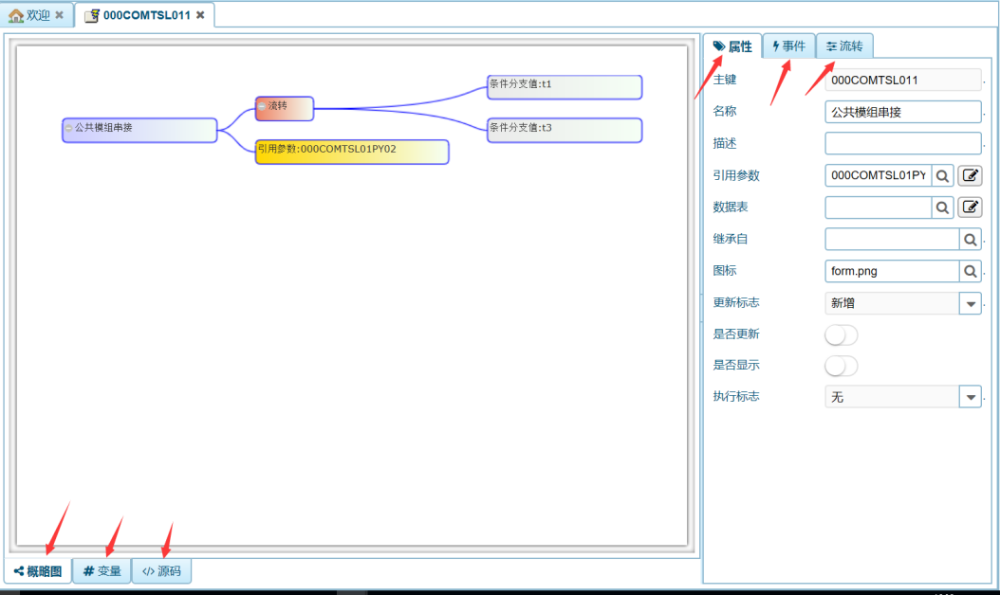 欢迎
000COMTSL011
公共模组串接
流转
引用参数:000COMTSL01PY02
条件分支值:t1
条件分支值:t3
概略图
# 变量
</> 源码
属性
事件
流转
主键 000COMTSL011
名称 公共模组串接
描述
引用参数 000COMTSL01PY
数据表
继承自
图标 form.png
更新标志 新增
是否更新
是否显示
执行标志 无